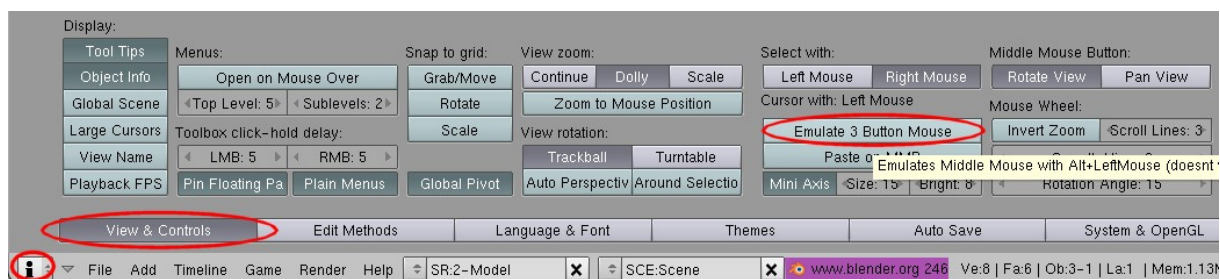 Display:
Tool Tips
Object Info
Global Scene
Large Cursors
View Name
Playback FPS
Menus:
Open on Mouse Over
Top Level: 5 Sublevels: 2
Toolbox click-hold delay:
LMB: 5 RMB: 5
Pin Floating Pa Plain Menus
Snap to grid:
Grab/Move
Rotate
Scale
Global Pivot
View zoom:
Continue Dolly Scale
Zoom to Mouse Position
View rotation:
Trackball Turntable
Auto Perspectiv Around Selectio
Select with:
Left Mouse Right Mouse
Cursor with: Left Mouse
Emulate 3 Button Mouse
Paste on MMB
Emulates Middle Mouse with Alt+LeftMouse (doesnt
Mini Axis Size: 15 Bright: 8
Middle Mouse Button:
Rotate View Pan View
Mouse Wheel:
Invert Zoom Scroll Lines: 3
Rotation Angle: 15
View & Controls Edit Methods Language & Font Themes Auto Save System & OpenGL
i File Add Timeline Game Render Help SR:2-Model X SCE:Scene X www.blender.org 246 Ve:8 | Fa:6 | Ob:3-1 | La:1 | Mem:1.13